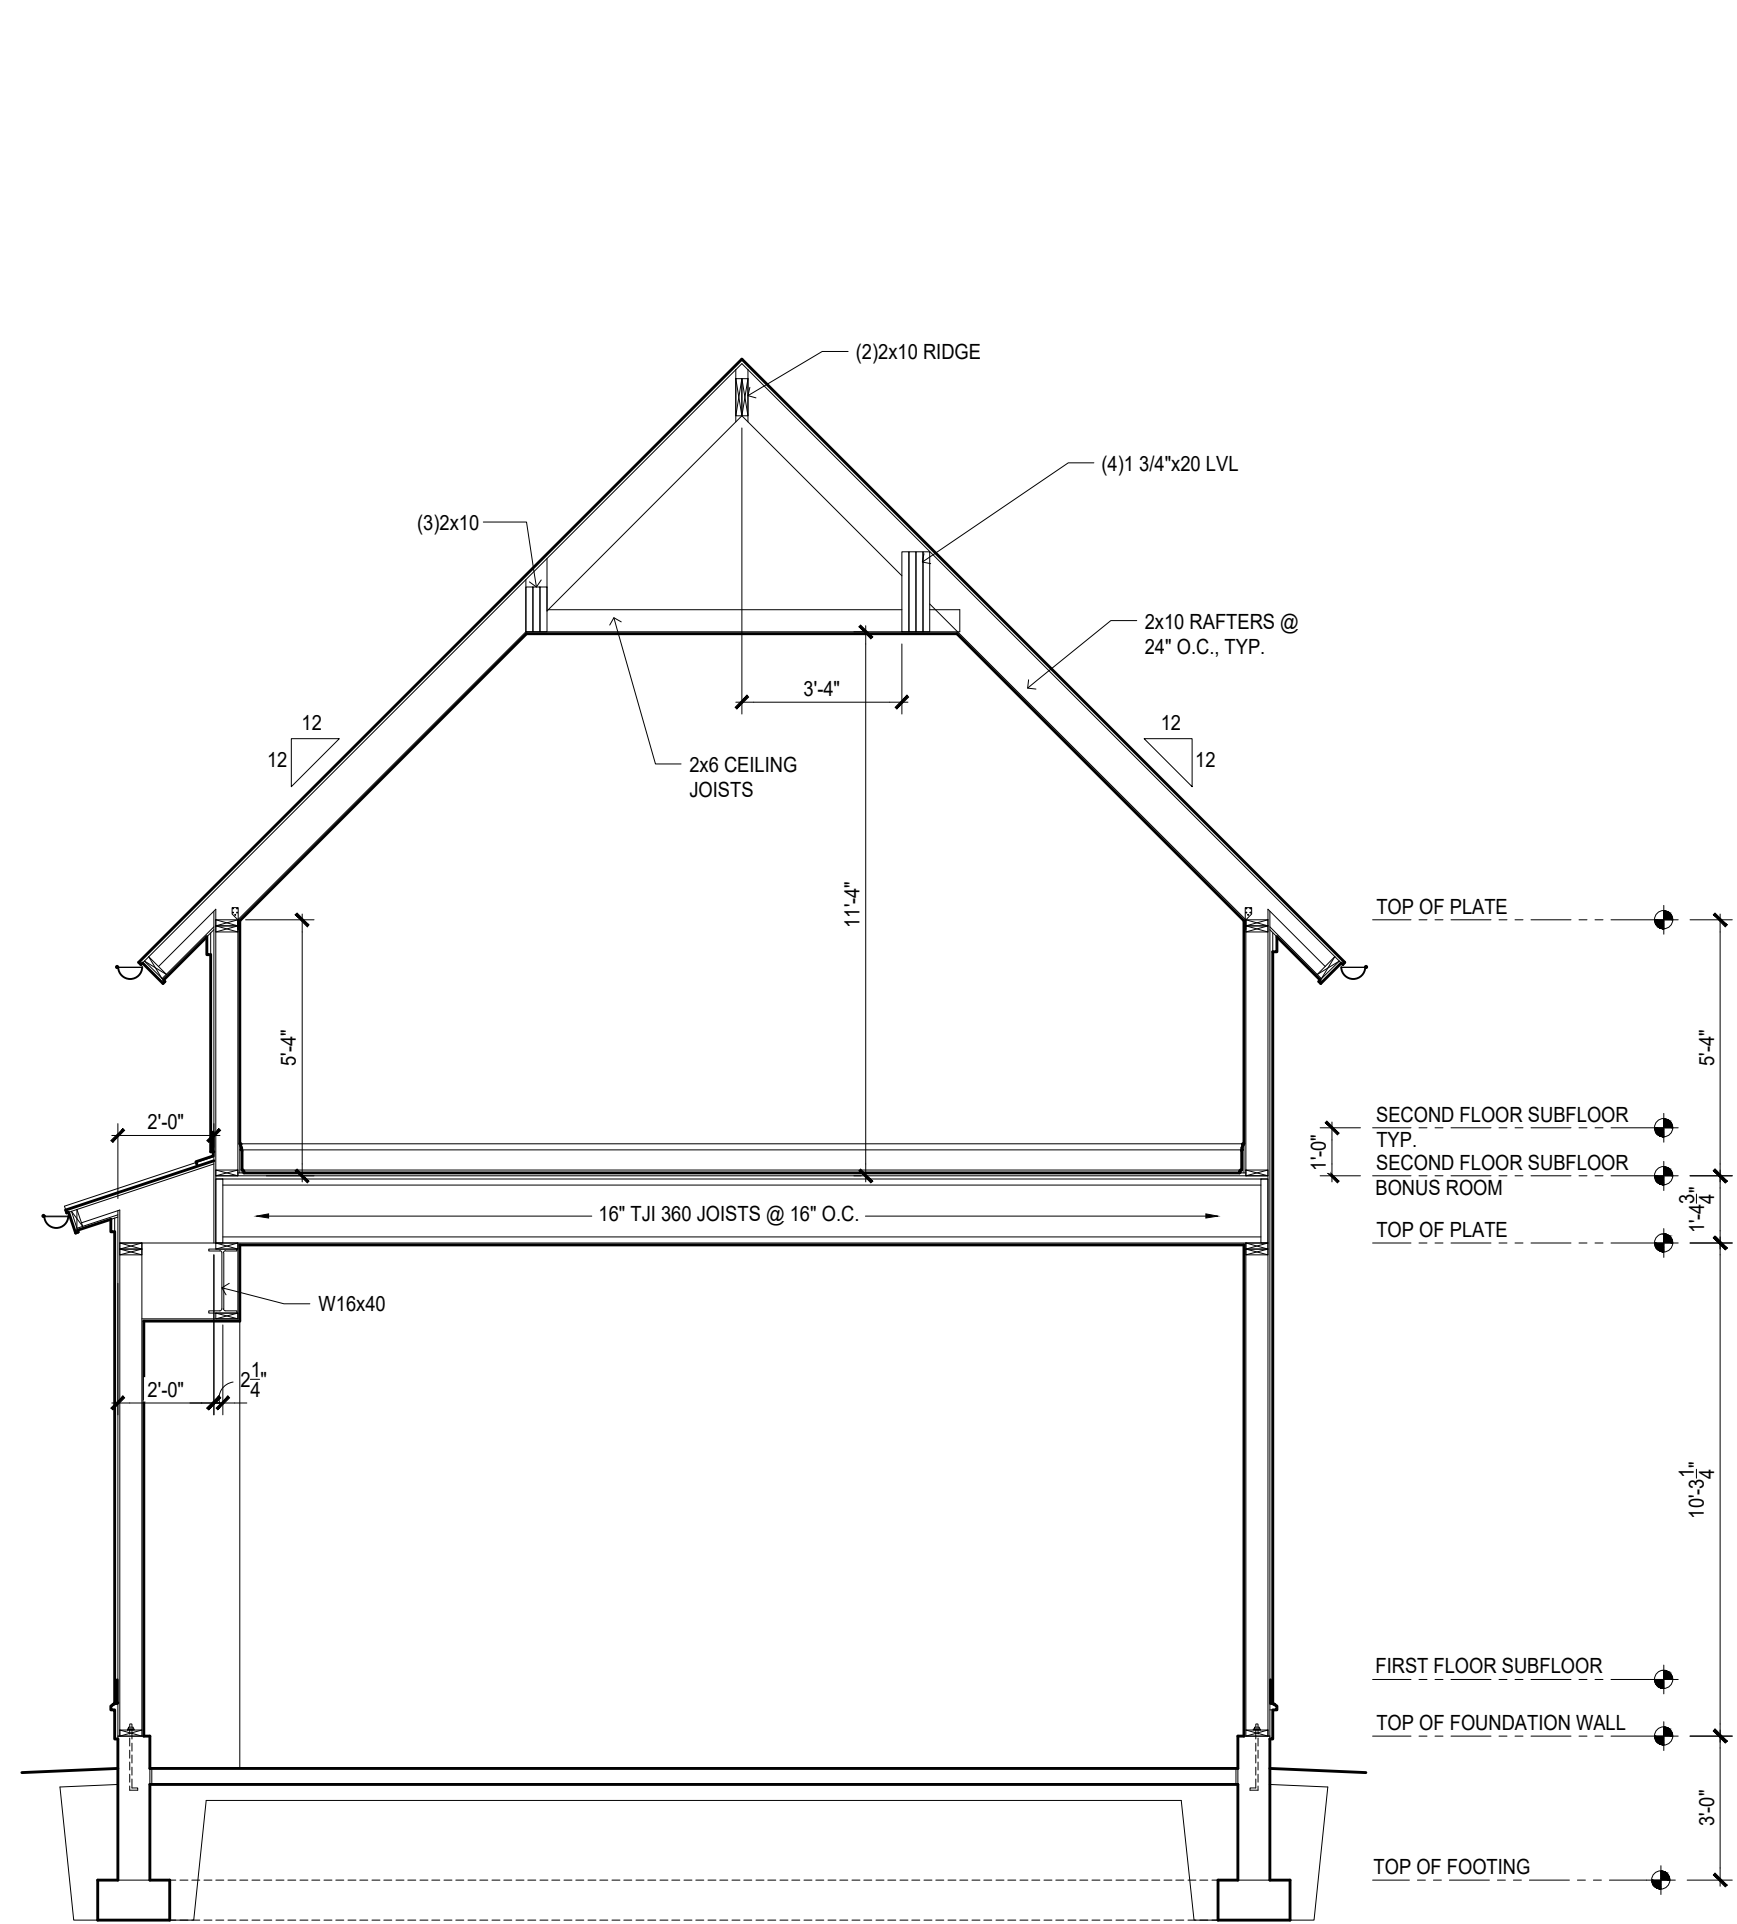 (2)2x10 RIDGE
(4)1 3/4"x20 LVL
(3)2x10
2x10 RAFTERS @
24" O.C., TYP.
3'-4"
12
12
12
12
2x6 CEILING
JOISTS
11'-4"
TOP OF PLATE
5'-4"
5'-4"
2'-0"
SECOND FLOOR SUBFLOOR
TYP.
1'-0"
SECOND FLOOR SUBFLOOR
BONUS ROOM
1'-4 3/4"
16" TJI 360 JOISTS @ 16" O.C.
TOP OF PLATE
W16x40
2'-0"
2 1/4"
10'-3 1/4"
FIRST FLOOR SUBFLOOR
TOP OF FOUNDATION WALL
3'-0"
TOP OF FOOTING